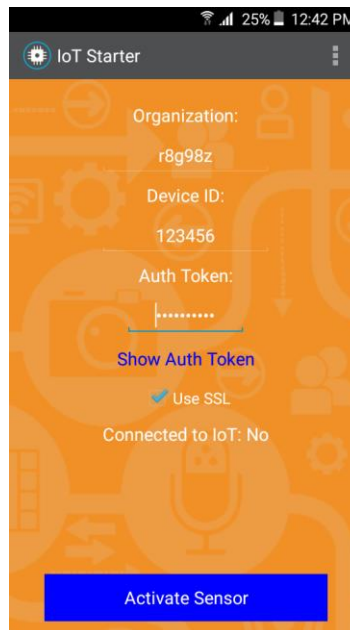 25% 12:42 PM
IoT Starter
Organization:
r8g98z
Device ID:
123456
Auth Token:
••••••••••
Show Auth Token
Use SSL
Connected to IoT: No
Activate Sensor